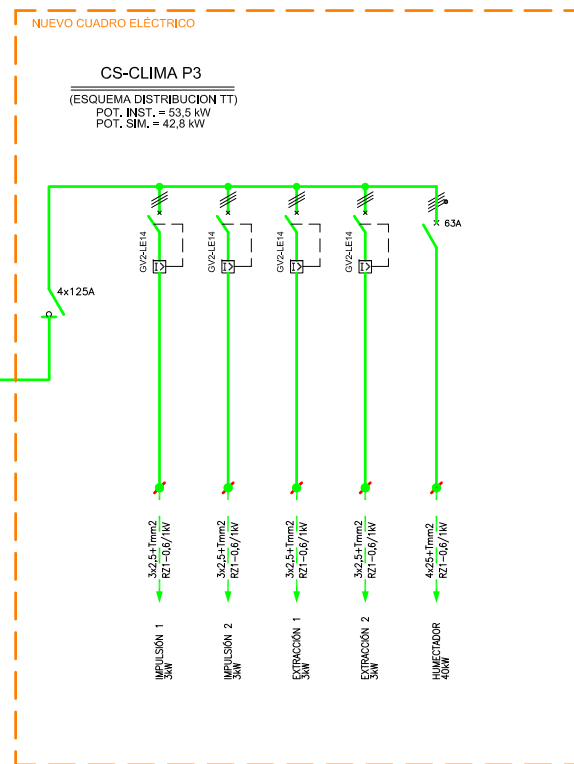 NUEVO CUADRO ELÉCTRICO
CS-CLIMA P3
(ESQUEMA DISTRIBUCION TT)
POT. INST. = 53,5 kW
POT. SIM. = 42,8 kW
4x125A
GV2-LE14
I>
GV2-LE14
I>
GV2-LE14
I>
GV2-LE14
I>
63A
3x2,5+Tmm2
RZ1-0,6/1kV
3x2,5+Tmm2
RZ1-0,6/1kV
3x2,5+Tmm2
RZ1-0,6/1kV
3x2,5+Tmm2
RZ1-0,6/1kV
4x25+Tmm2
RZ1-0,6/1kV
IMPULSIÓN 1
3kW
IMPULSIÓN 2
3kW
EXTRACCIÓN 1
3kW
EXTRACCIÓN 2
3kW
HUMECTADOR
40kW